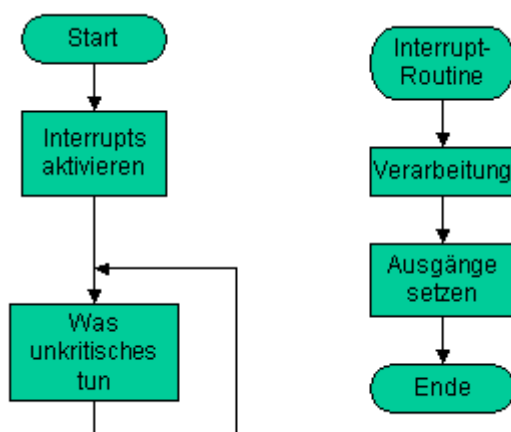 Start
Interrupts
aktivieren
Was
unkritisches
tun
Interrupt-
Routine
Verarbeitung
Ausgänge
setzen
Ende